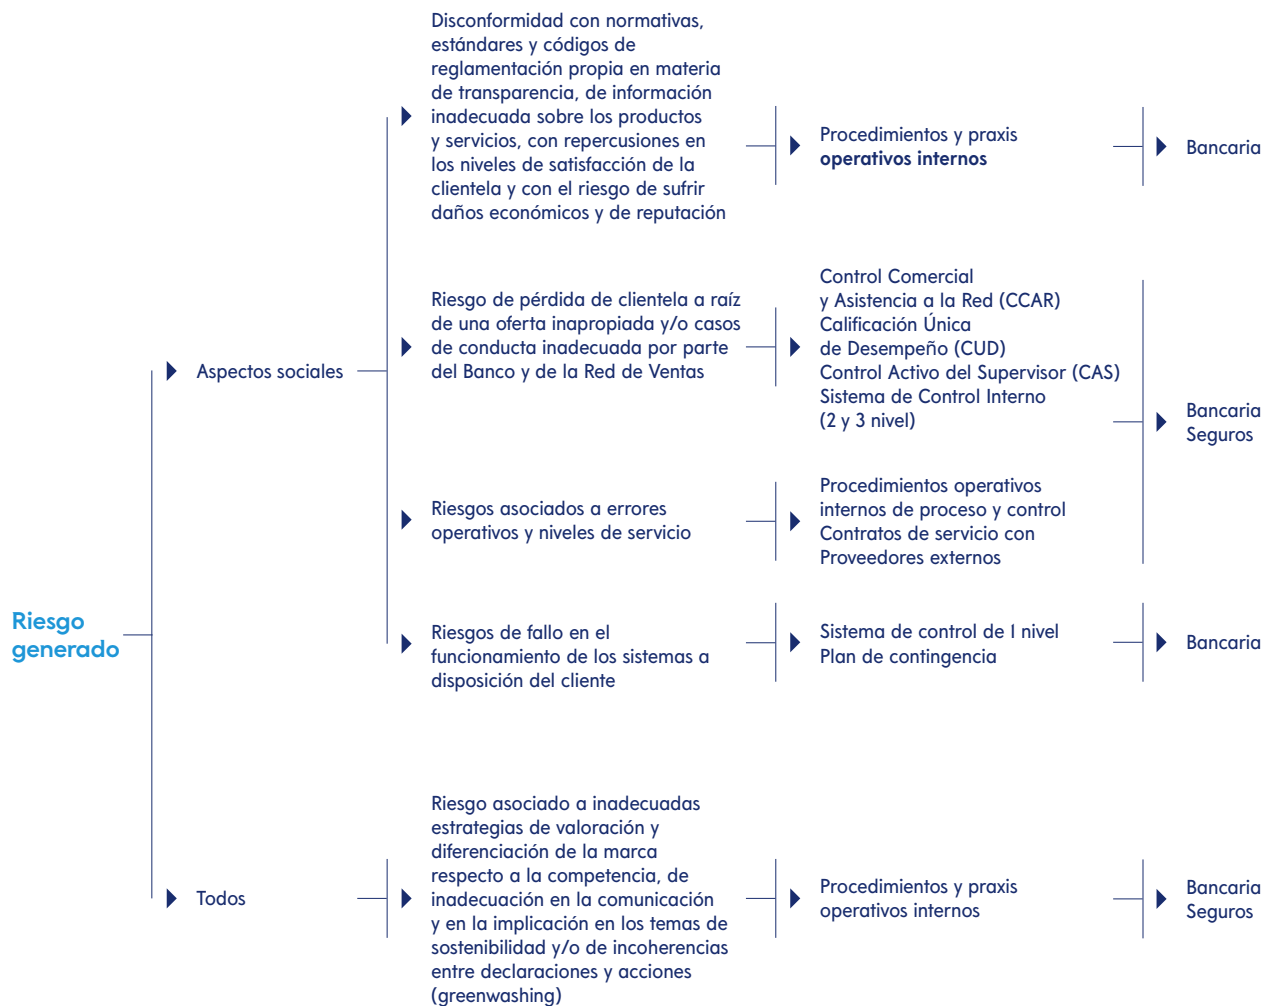 Riesgo
generado
Aspectos sociales
Disconformidad con normativas,
estándares y códigos de
reglamentación propia en materia
de transparencia, de información
inadecuada sobre los productos
y servicios, con repercusiones en
los niveles de satisfacción de la
clientela y con el riesgo de sufrir
daños económicos y de reputación
Procedimientos y praxis
operativos internos
Bancaria
Riesgo de pérdida de clientela a raíz
de una oferta inapropiada y/o casos
de conducta inadecuada por parte
del Banco y de la Red de Ventas
Control Comercial
y Asistencia a la Red (CCAR)
Calificación Única
de Desempeño (CUD)
Control Activo del Supervisor (CAS)
Sistema de Control Interno
(2 y 3 nivel)
Riesgos asociados a errores
operativos y niveles de servicio
Procedimientos operativos
internos de proceso y control
Contratos de servicio con
Proveedores externos
Bancaria
Seguros
Riesgos de fallo en el
funcionamiento de los sistemas a
disposición del cliente
Sistema de control de 1 nivel
Plan de contingencia
Bancaria
Todos
Riesgo asociado a inadecuadas
estrategias de valoración y
diferenciación de la marca
respecto a la competencia, de
inadecuación en la comunicación
y en la implicación en los temas de
sostenibilidad y/o de incoherencias
entre declaraciones y acciones
(greenwashing)
Procedimientos y praxis
operativos internos
Bancaria
Seguros